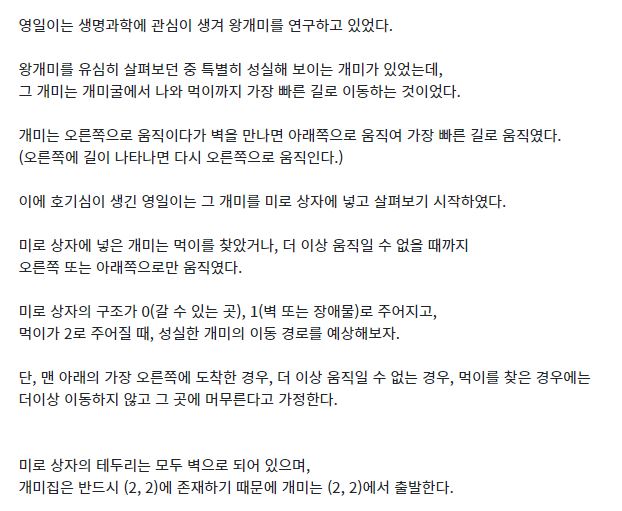 영일이는 생명과학에 관심이 생겨 왕개미를 연구하고 있었다.
왕개미를 유심히 살펴보던 중 특별히 성실해 보이는 개미가 있었는데,
그 개미는 개미굴에서 나와 먹이까지 가장 빠른 길로 이동하는 것이었다.
개미는 오른쪽으로 움직이다가 벽을 만나면 아래쪽으로 움직여 가장 빠른 길로 움직였다.
(오른쪽에 길이 나타나면 다시 오른쪽으로 움직인다.)
이에 호기심이 생긴 영일이는 그 개미를 미로 상자에 넣고 살펴보기 시작하였다.
미로 상자에 넣은 개미는 먹이를 찾았거나, 더 이상 움직일 수 없을 때까지
오른쪽 또는 아래쪽으로만 움직였다.
미로 상자의 구조가 0(갈 수 있는 곳), 1(벽 또는 장애물)로 주어지고,
먹이가 2로 주어질 때, 성실한 개미의 이동 경로를 예상해보자.
단, 맨 아래의 가장 오른쪽에 도착한 경우, 더 이상 움직일 수 없는 경우, 먹이를 찾은 경우에는
더이상 이동하지 않고 그 곳에 머무른다고 가정한다.
미로 상자의 테두리는 모두 벽으로 되어 있으며,
개미집은 반드시 (2, 2)에 존재하기 때문에 개미는 (2, 2)에서 출발한다.